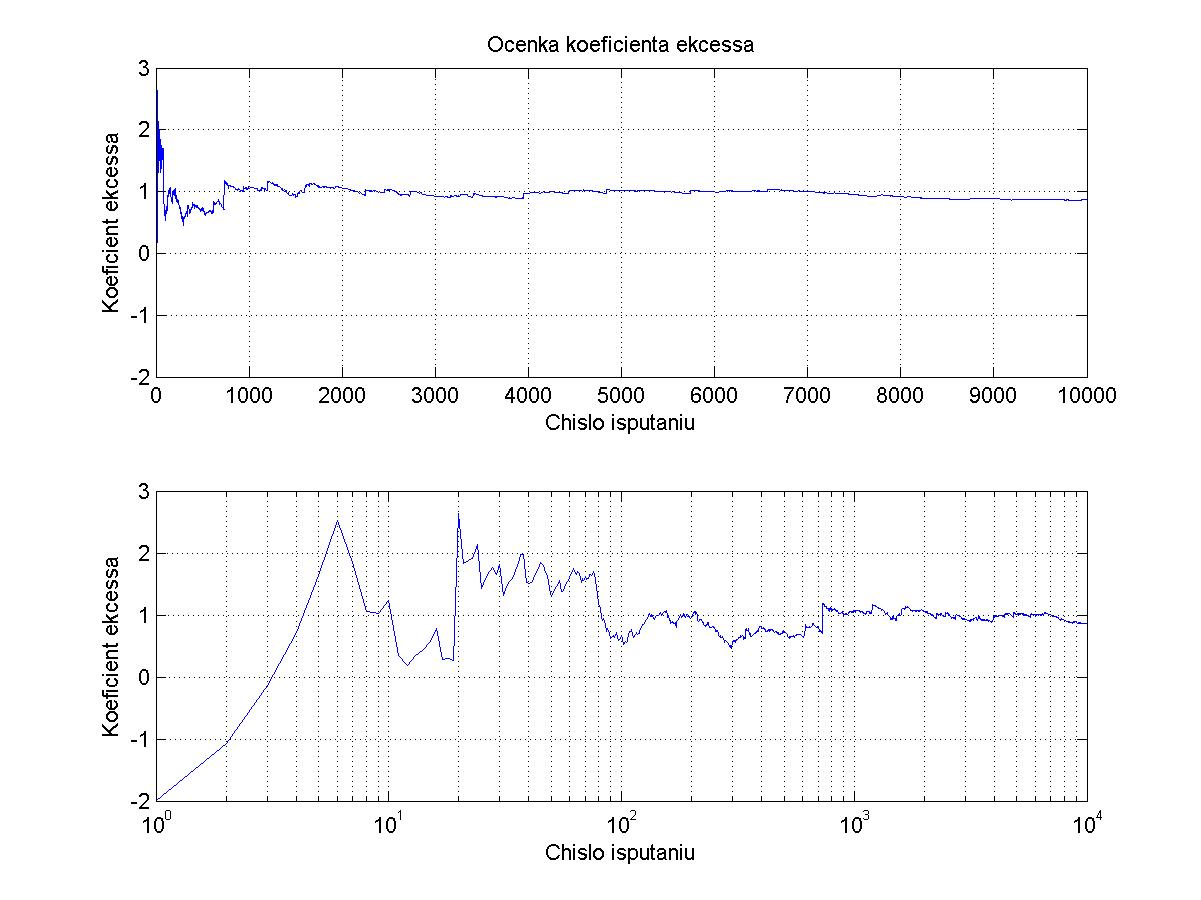 Ocenka koeficienta ekcessa
3
2
1
0
-1
-2
Koeficient ekcessa
0 1000 2000 3000 4000 5000 6000 7000 8000 9000 10000
Chislo isputaniu
3
2
1
0
-1
-2
Koeficient ekcessa
10^0 10^1 10^2 10^3 10^4
Chislo isputaniu